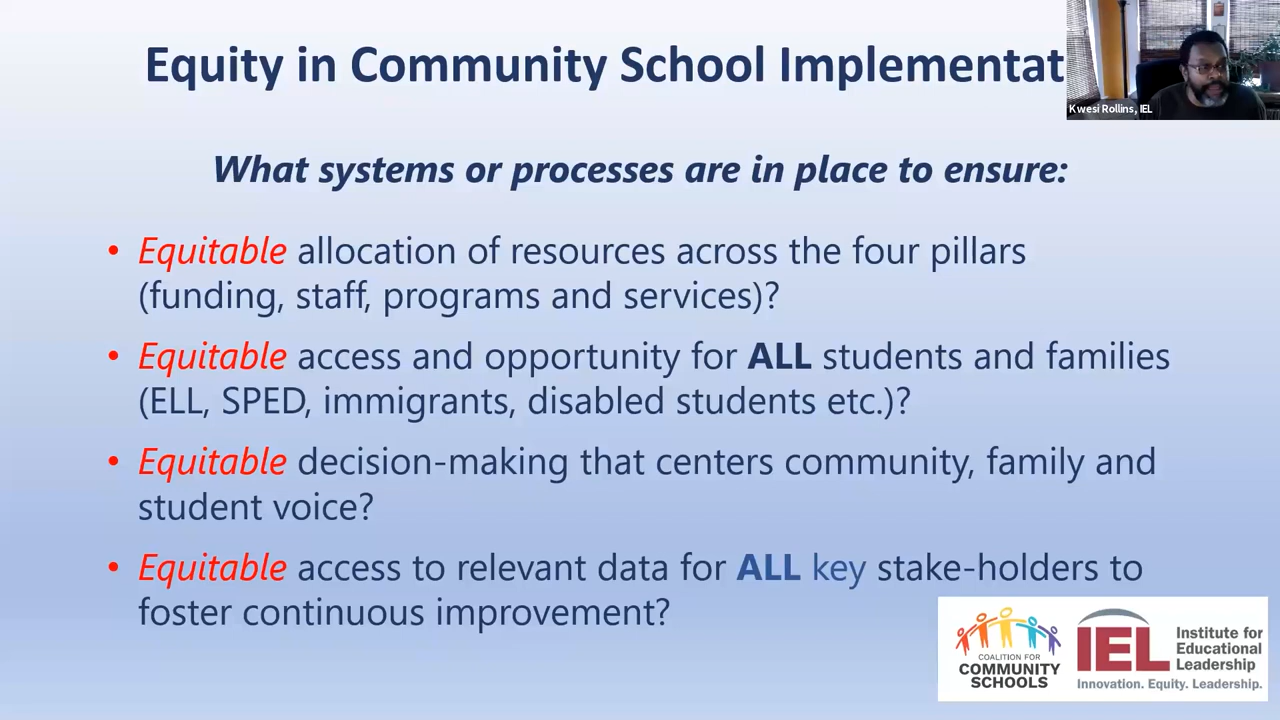 Equity in Community School Implementat
Kwesi Rollins, IEL
What systems or processes are in place to ensure:
• Equitable allocation of resources across the four pillars
(funding, staff, programs and services)?
• Equitable access and opportunity for ALL students and families
(ELL, SPED, immigrants, disabled students etc.)?
• Equitable decision-making that centers community, family and
student voice?
• Equitable access to relevant data for ALL key stake-holders to
foster continuous improvement?
COALITION FOR
COMMUNITY
SCHOOLS
IEL
Institute for
Educational
Leadership
Innovation. Equity. Leadership.